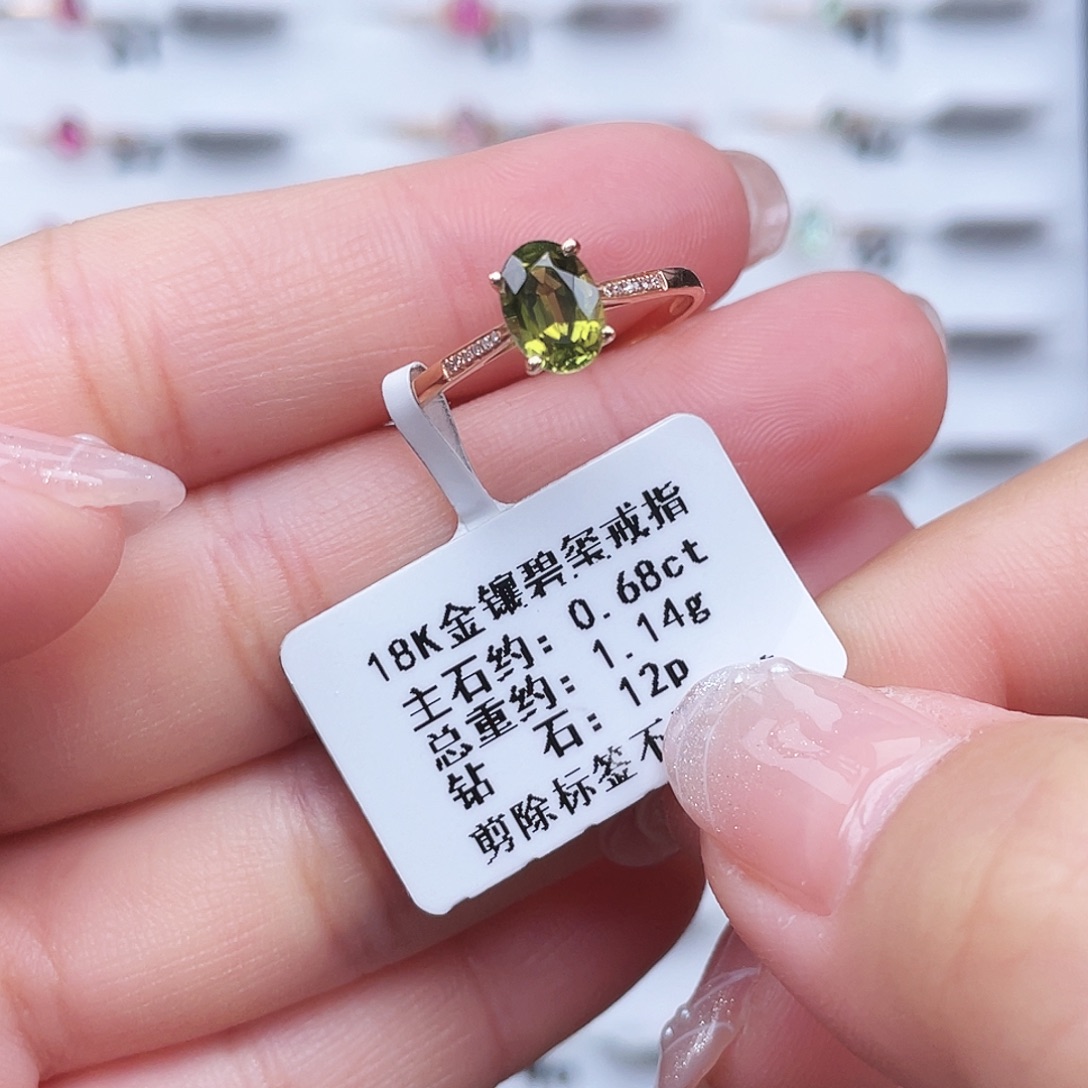 18K金镶碧玺戒指
主石约: 0.68ct
总重约: 1.14g
钻 石: 12p
剪除标签不